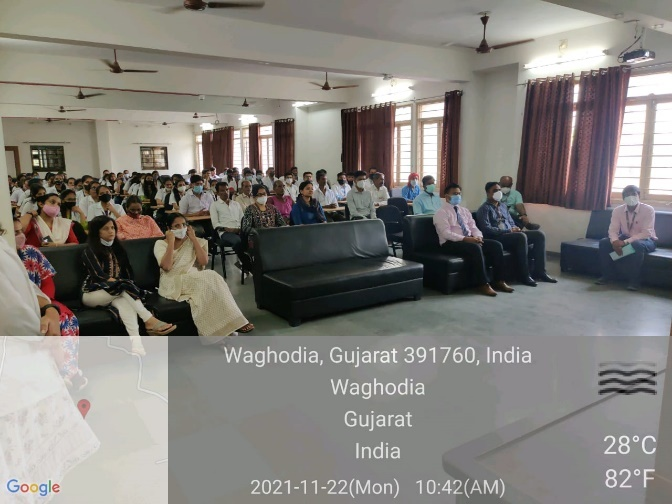 Waghodia, Gujarat 391760, India
Waghodia
Gujarat
India
2021-11-22(Mon) 10:42(AM)
28°C
82°F
Google